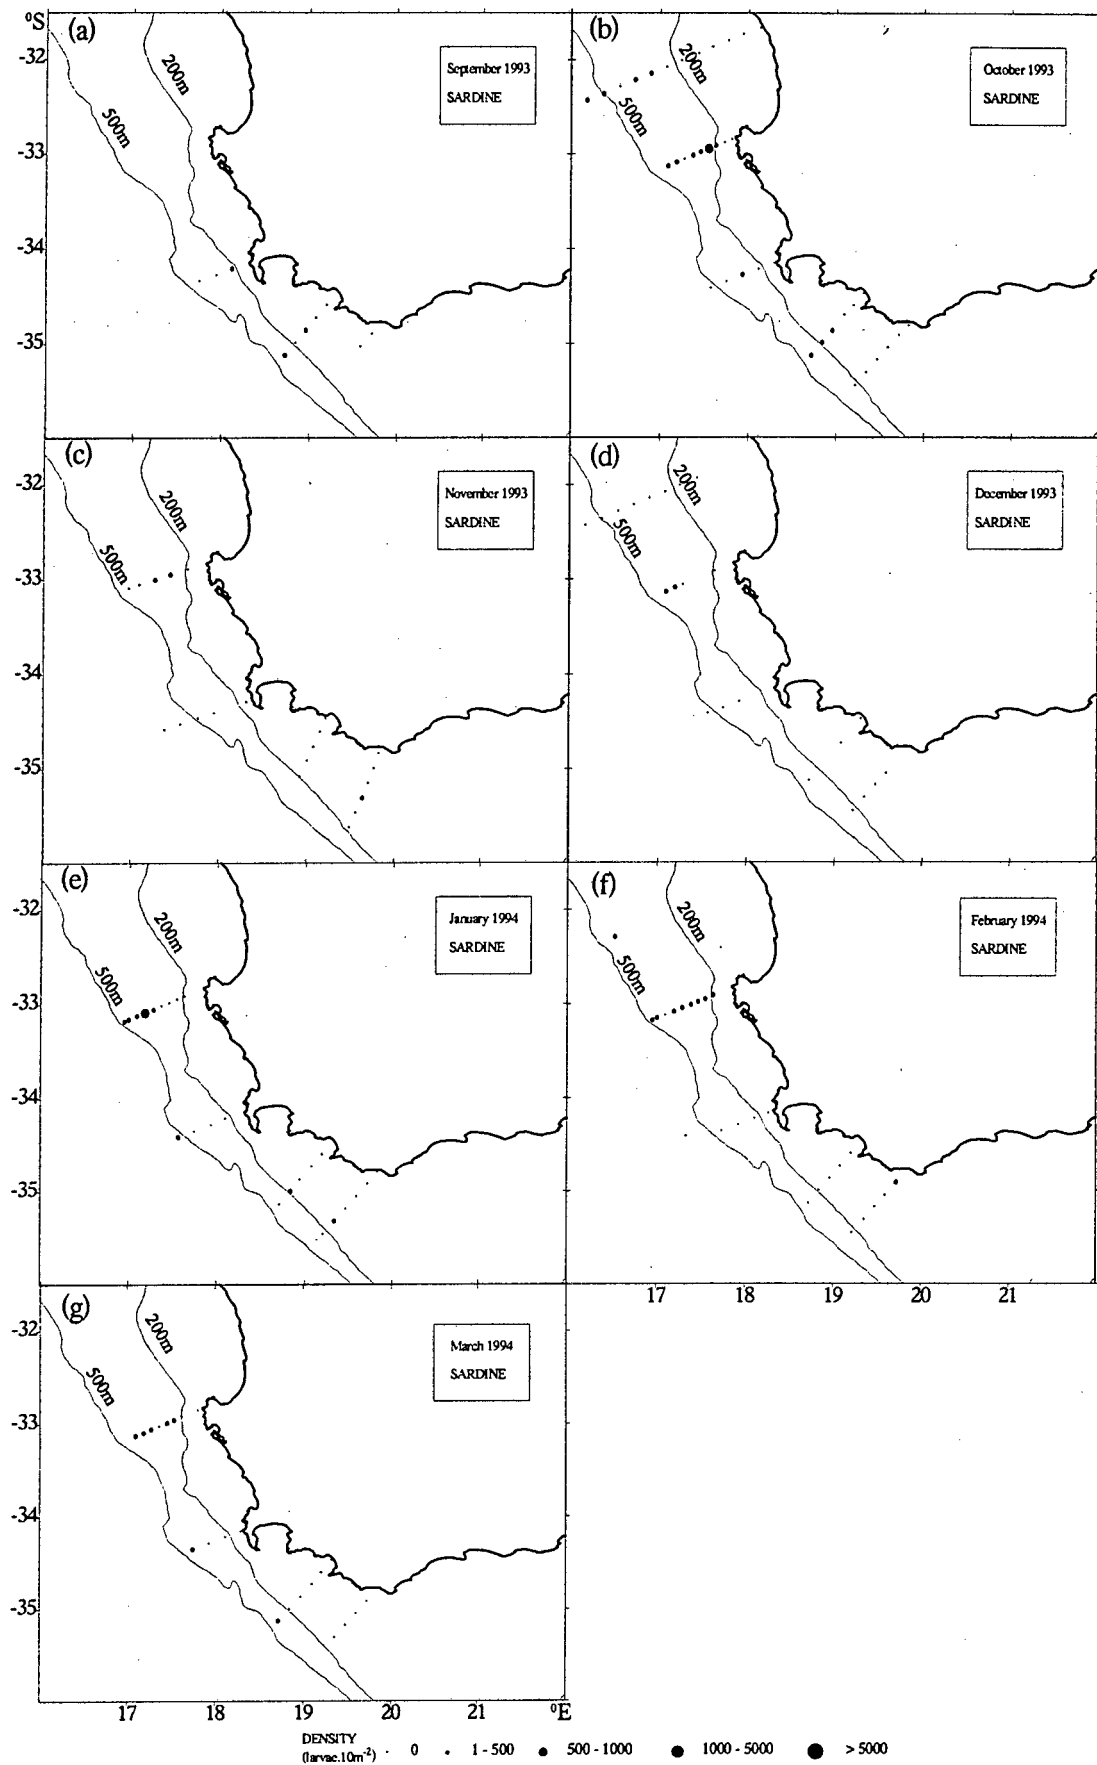 °S (a) (b)
-32 200m September 1993 200m October 1993
SARDINE SARDINE
500m 500m
-33
-34
-35
(c) (d)
-32 200m November 1993 200m December 1993
SARDINE SARDINE
500m 500m
-33
-34
-35
(e) (f)
-32 200m January 1994 200m February 1994
SARDINE SARDINE
500m 500m
-33
-34
-35
17 18 19 20 21
(g)
-32 200m March 1994
SARDINE
500m
-33
-34
-35
17 18 19 20 21 °E
DENSITY
(larvae.10m⁻²) 0 1 - 500 500 - 1000 1000 - 5000 > 5000